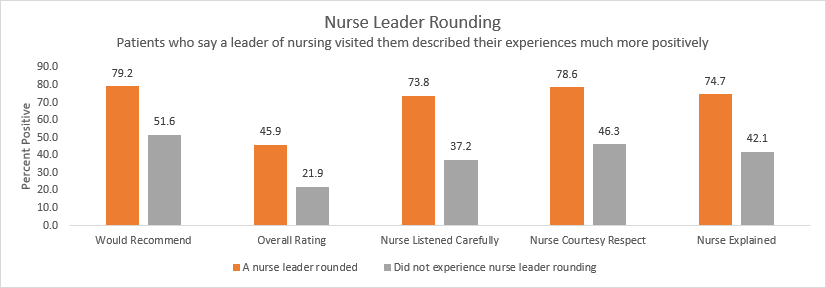 Nurse Leader Rounding
Patients who say a leader of nursing visited them described their experiences much more positively
Percent Positive
90.0
80.0
70.0
60.0
50.0
40.0
30.0
20.0
10.0
0.0
79.2
51.6
45.9
21.9
73.8
37.2
78.6
46.3
74.7
42.1
Would Recommend
Overall Rating
Nurse Listened Carefully
Nurse Courtesy Respect
Nurse Explained
A nurse leader rounded
Did not experience nurse leader rounding